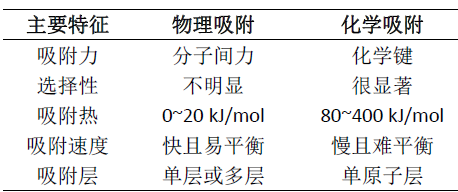 主要特征 物理吸附 化学吸附
吸附力 分子间力 化学键
选择性 不明显 很显著
吸附热 0~20 kJ/mol 80~400 kJ/mol
吸附速度 快且易平衡 慢且难平衡
吸附层 单层或多层 单原子层